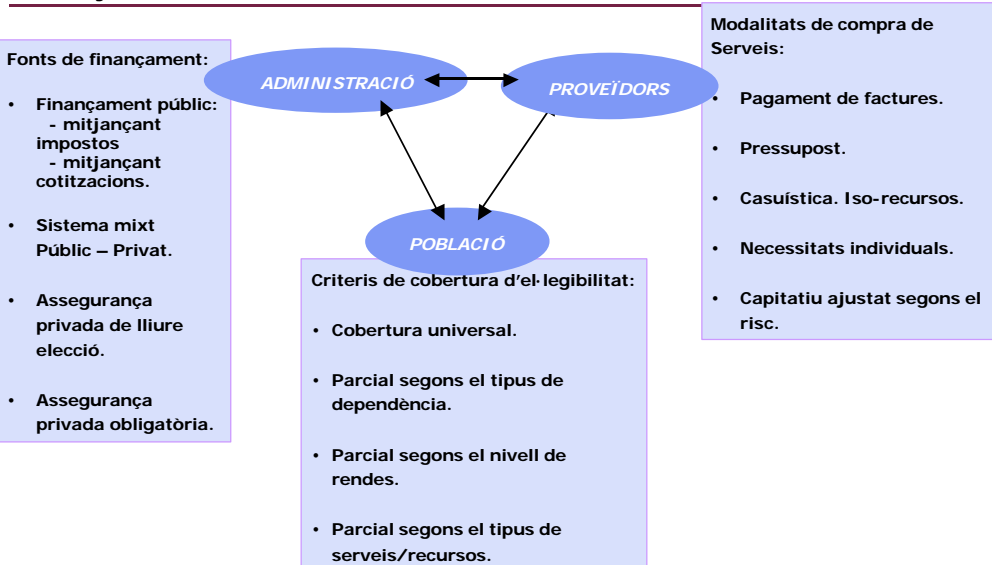 Fonts de finançament:
• Finançament públic:
- mitjançant
impostos
- mitjançant
cotitzacions.
• Sistema mixt
Públic – Privat.
• Assegurança
privada de lliure
elecció.
• Assegurança
privada obligatòria.
ADMINISTRACIÓ
PROVEÏDORS
POBLACIÓ
Criteris de cobertura d'el·legibilitat:
• Cobertura universal.
• Parcial segons el tipus de
dependència.
• Parcial segons el nivell de
rendes.
• Parcial segons el tipus de
serveis/recursos.
Modalitats de compra de
Serveis:
• Pagament de factures.
• Pressupost.
• Casuística. Iso-recursos.
• Necessitats individuals.
• Capitatiu ajustat segons el
risc.